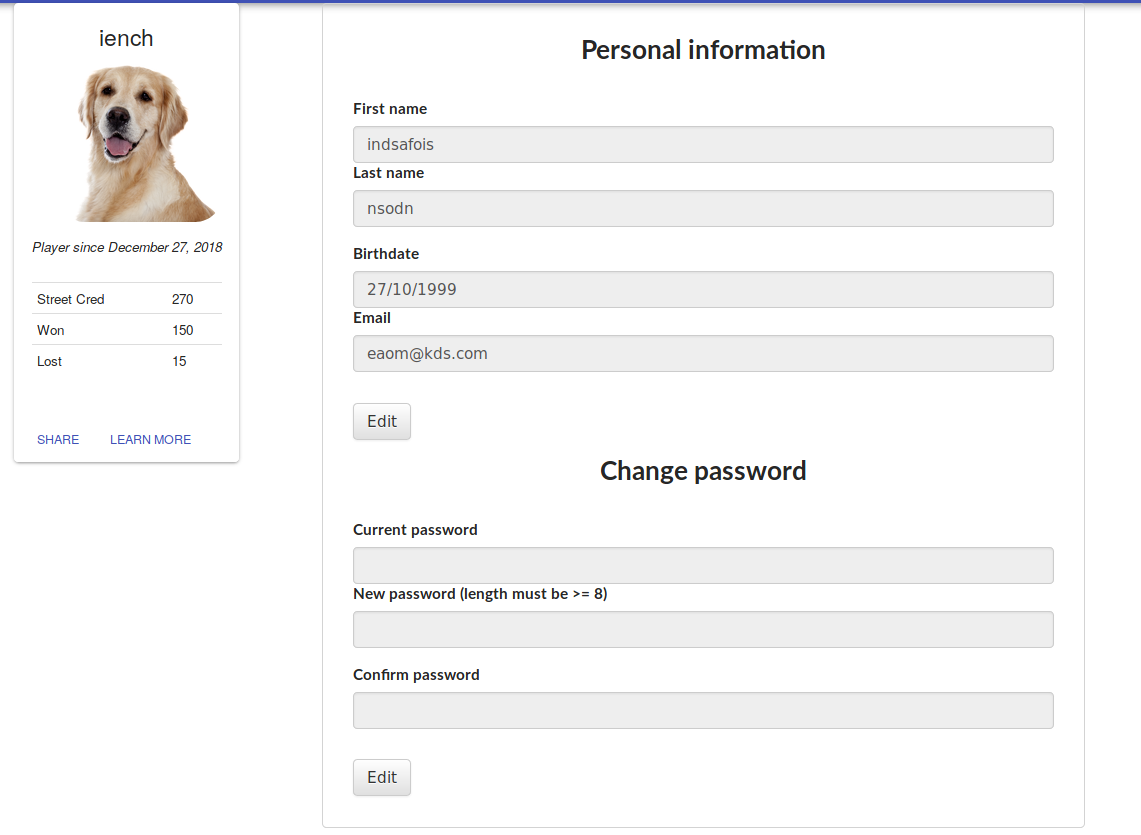 iench
Player since December 27, 2018
Street Cred 270
Won 150
Lost 15
SHARE LEARN MORE
Personal information
First name
indsafois
Last name
nsodn
Birthdate
27/10/1999
Email
eaom@kds.com
Edit
Change password
Current password
New password (length must be >= 8)
Confirm password
Edit